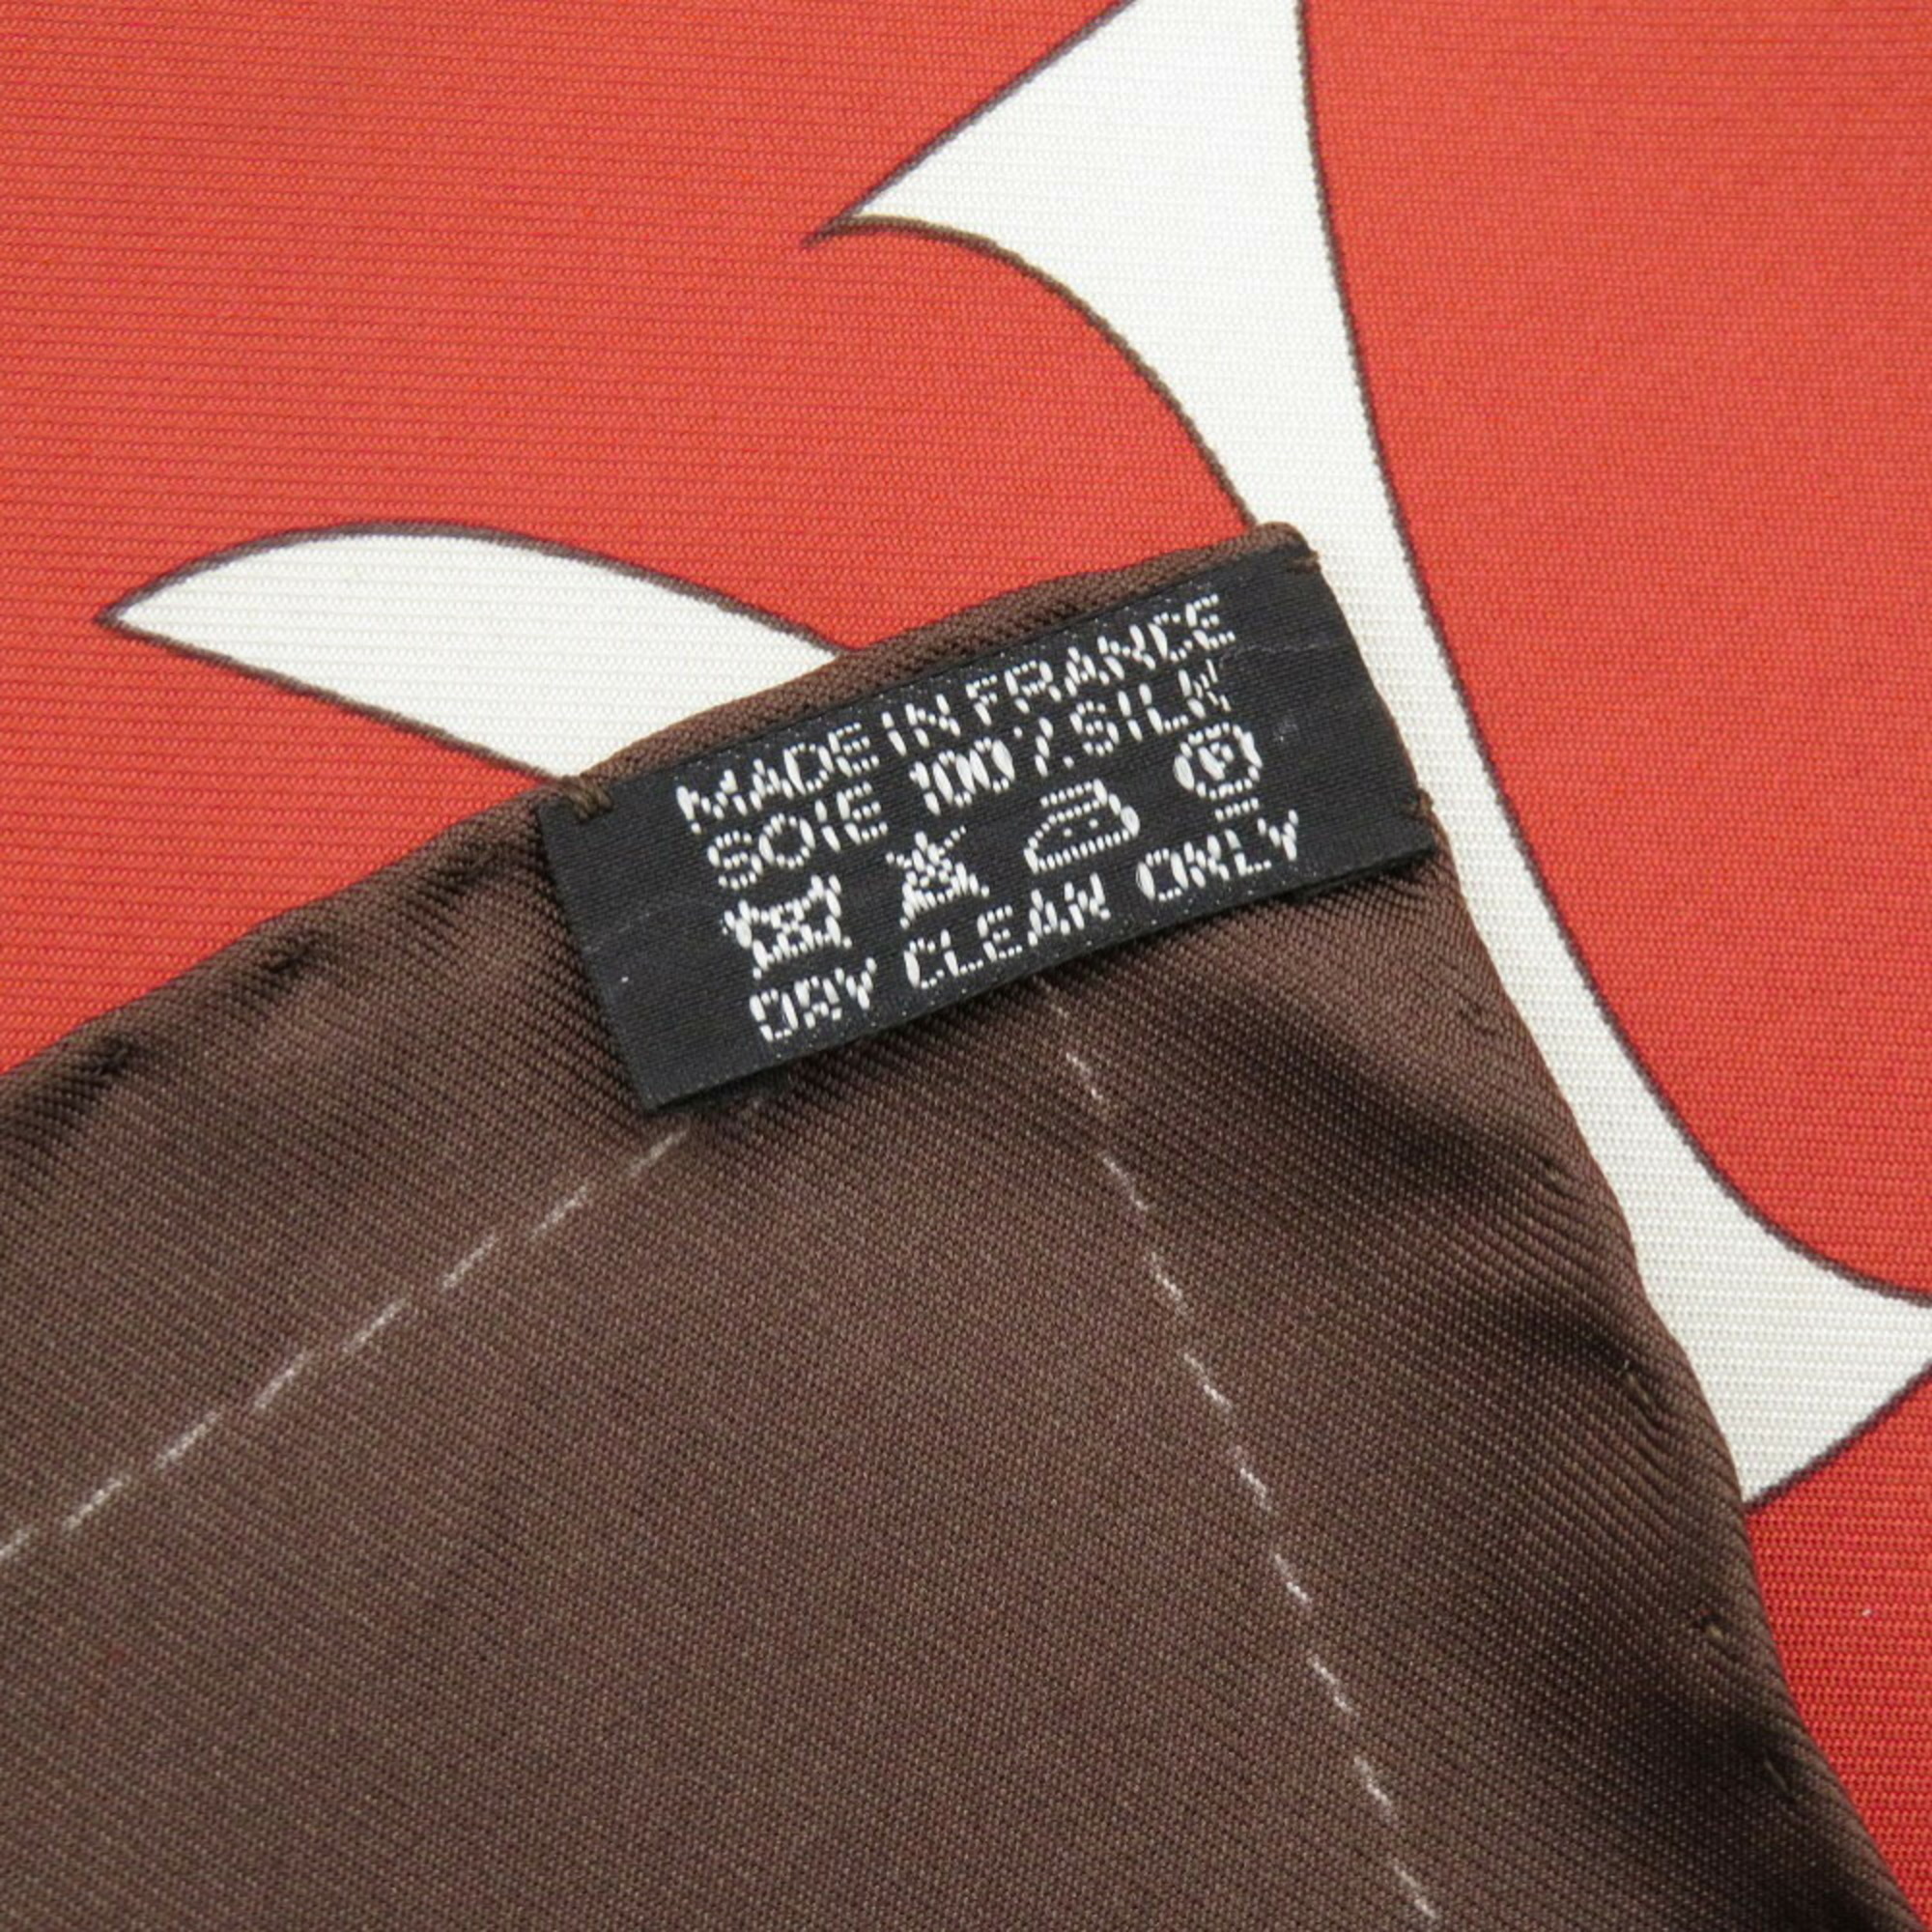 MADE IN FRANCE
SOIE 100% SILK
P
DRY CLEAN ONLY